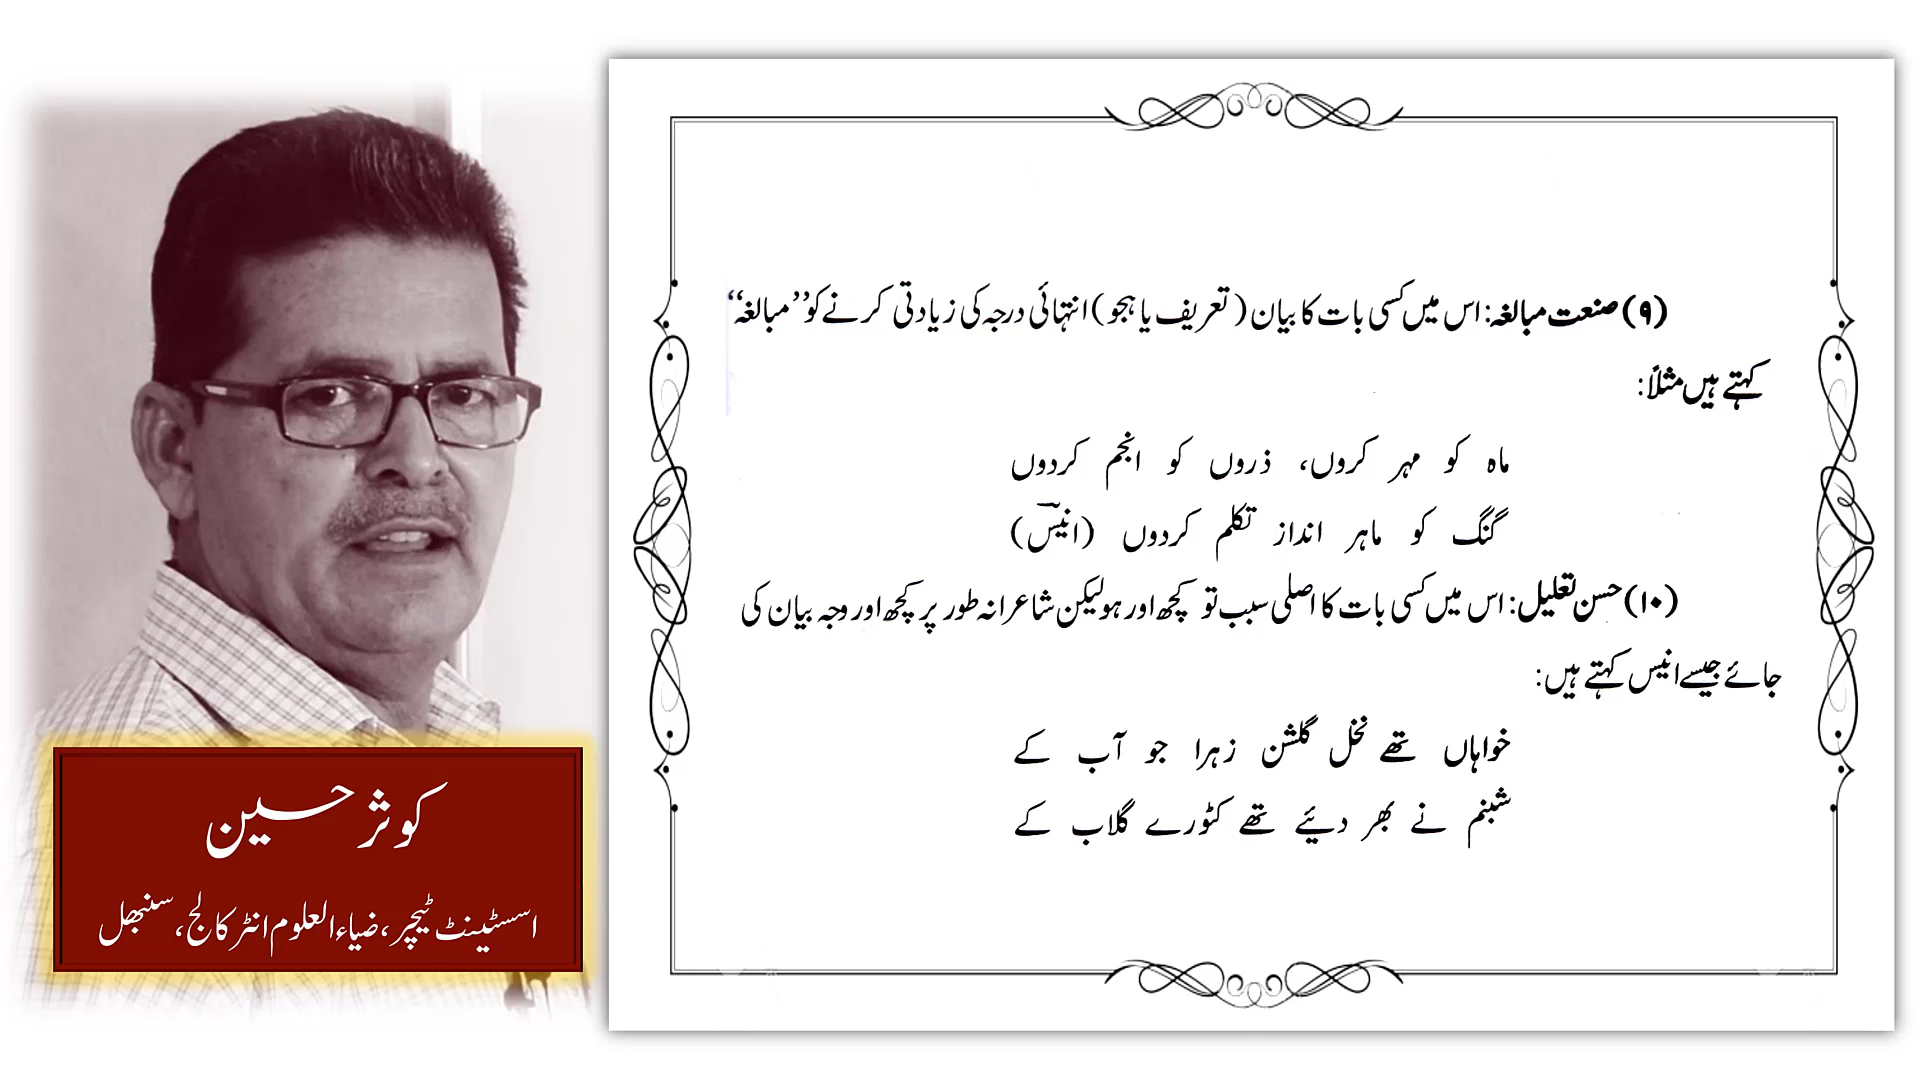 (۹) صنعت مبالغہ: اس میں کسی بات کا بیان (تعریف یا ہجو) انتہائی درجہ کی زیادتی کرنے کو ’’مبالغہ‘‘
کہتے ہیں مثلاً:
ماہ کو مہر کروں، ذروں کو انجم کردوں
گنگ کو ماہر انداز تکلم کردوں (انیسؔ)
(۱۰) حسن تعلیل: اس میں کسی بات کا اصلی سبب تو کچھ اور ہو لیکن شاعرانہ طور پر کچھ اور وجہ بیان کی
جائے جیسے انیس کہتے ہیں:
خواہاں تھے نخل گلشن زہرا جو آب کے
شبنم نے بھر دئیے تھے کٹورے گلاب کے
کوثر حسین
اسسٹینٹ ٹیچر، ضیاء العلوم انٹر کالج، سنبھل